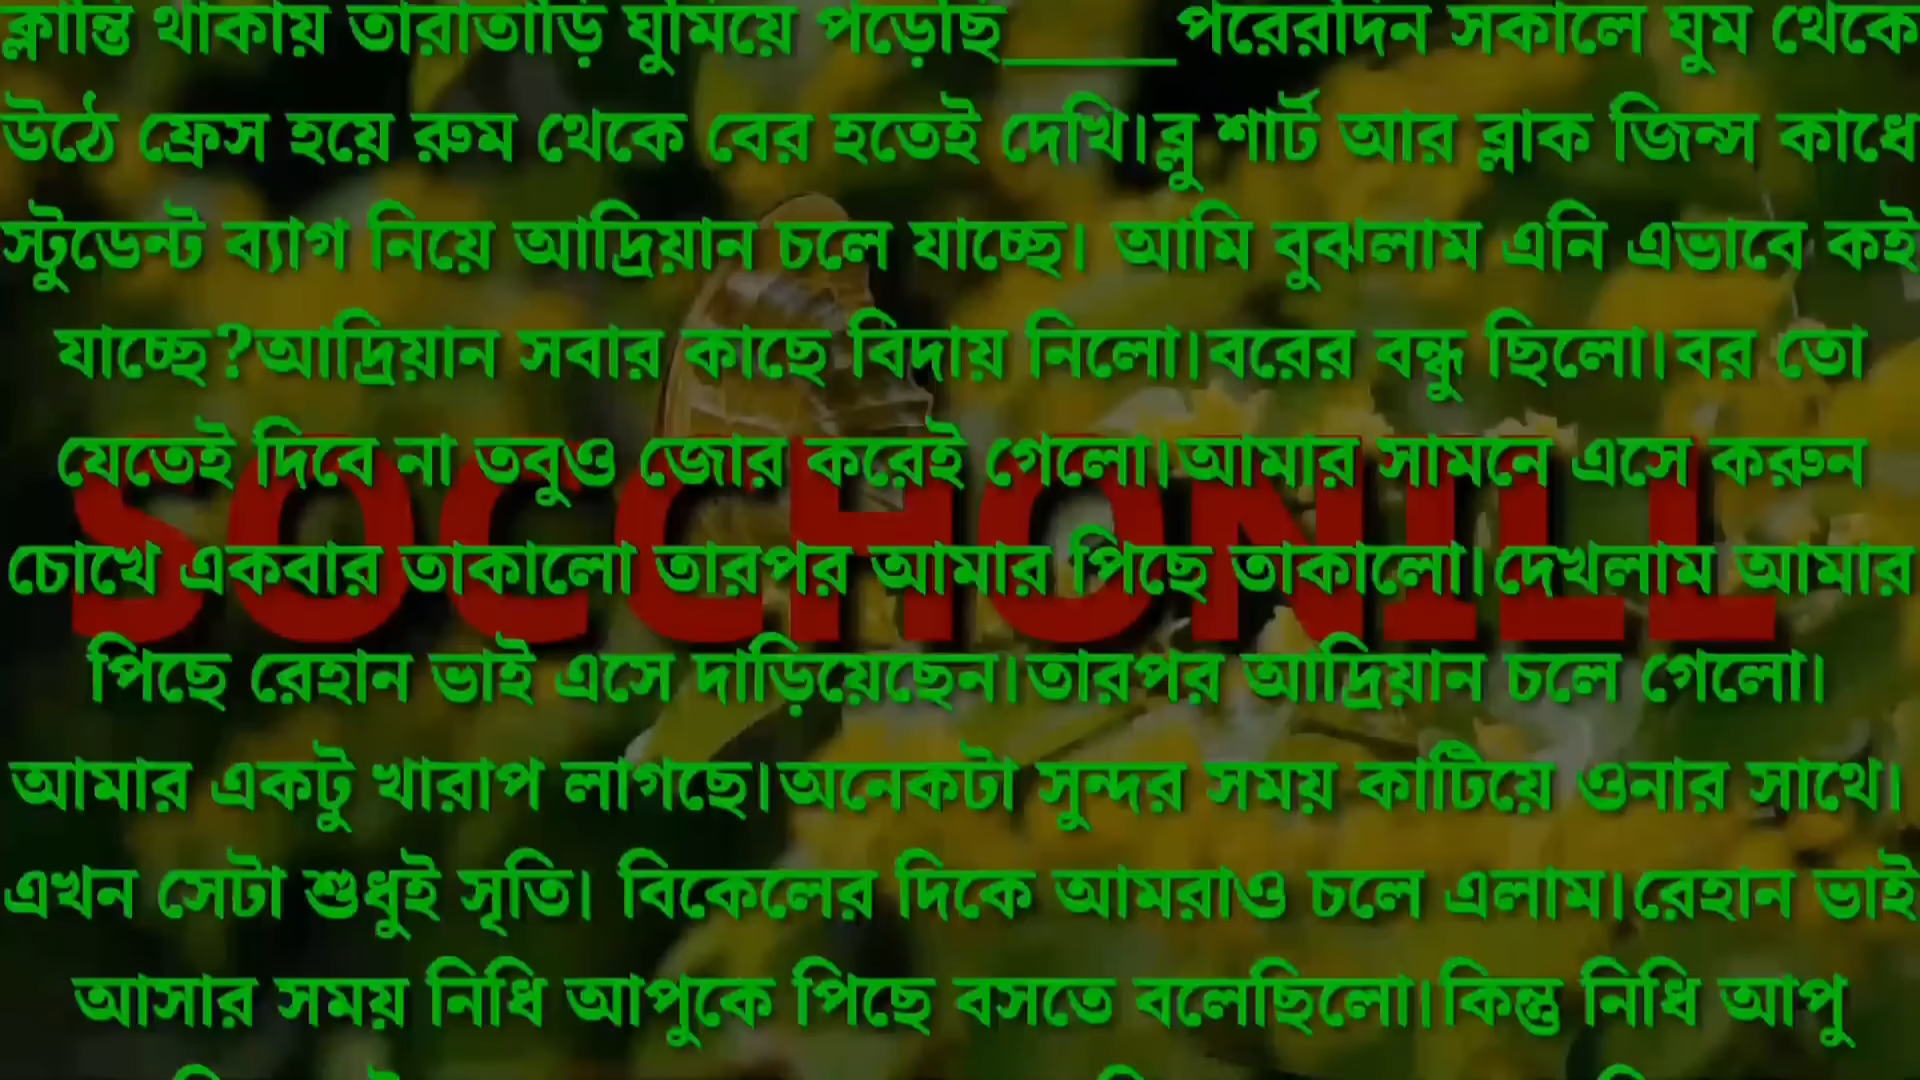 ক্লান্তি থাকায় তারাতাড়ি ঘুমিয়ে পড়েছি______পরেরদিন সকালে ঘুম থেকে
উঠে ফ্রেস হয়ে রুম থেকে বের হতেই দেখি।ব্লু শার্ট আর ব্লাক জিন্স কাধে
স্টুডেন্ট ব্যাগ নিয়ে আদ্রিয়ান চলে যাচ্ছে। আমি বুঝলাম এনি এভাবে কই
যাচ্ছে?আদ্রিয়ান সবার কাছে বিদায় নিলো।বরের বন্ধু ছিলো।বর তো
যেতেই দিবে না তবুও জোর করেই গেলো।আমার সামনে এসে করুন
SOCCHONILL
চোখে একবার তাকালো তারপর আমার পিছে তাকালো।দেখলাম আমার
পিছে রেহান ভাই এসে দাড়িয়েছেন।তারপর আদ্রিয়ান চলে গেলো।
আমার একটু খারাপ লাগছে।অনেকটা সুন্দর সময় কাটিয়ে ওনার সাথে।
এখন সেটা শুধুই সৃতি। বিকেলের দিকে আমরাও চলে এলাম।রেহান ভাই
আসার সময় নিধি আপুকে পিছে বসতে বলেছিলো।কিন্তু নিধি আপু